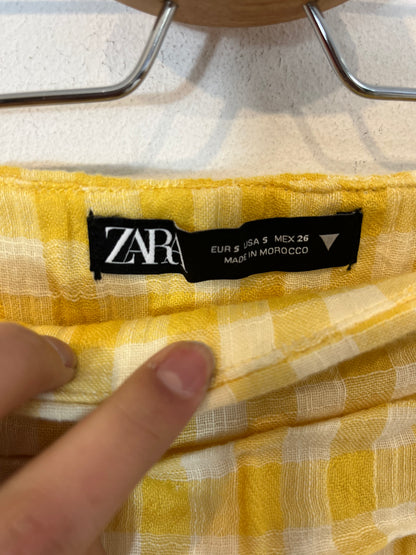 ZARA
EUR S USA S MEX 26
MADE IN MOROCCO